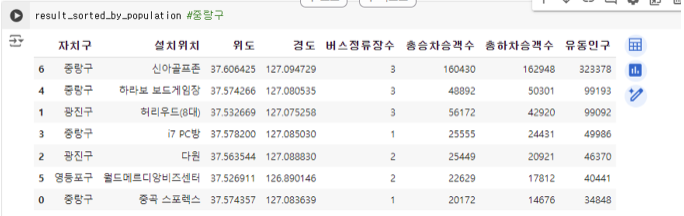 result_sorted_by_population #중랑구
자치구 설치위치 위도 경도 버스정류장수 총승차승객수 총하차승객수 유동인구
6 중랑구 신아골프존 37.606425 127.094729 3 160430 162948 323378
4 중랑구 하라보 보드게임장 37.574266 127.080535 3 48892 50301 99193
1 광진구 허리우드(8대) 37.532669 127.075258 3 56172 42920 99092
3 중랑구 i7 PC방 37.578200 127.085030 1 25555 24431 49986
2 광진구 다원 37.563544 127.088830 2 25449 20921 46370
5 영등포구 월드메르디앙비즈센터 37.526911 126.890146 2 22629 17812 40441
0 중랑구 중곡 스포렉스 37.574357 127.083639 1 20172 14676 34848